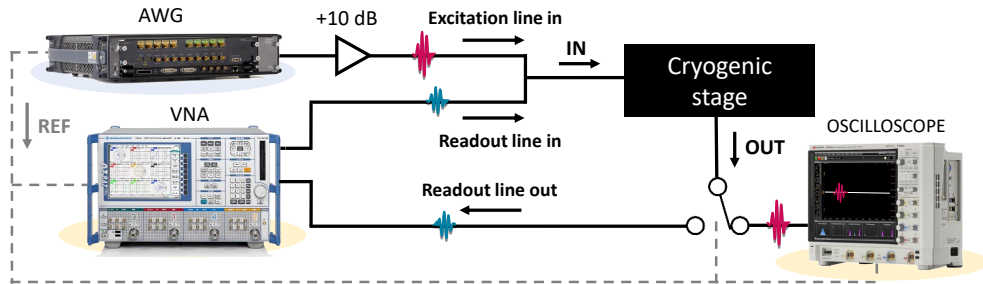 AWG
+10 dB
Excitation line in
IN
Cryogenic
stage
REF
VNA
Readout line in
OUT
OSCILLOSCOPE
Readout line out